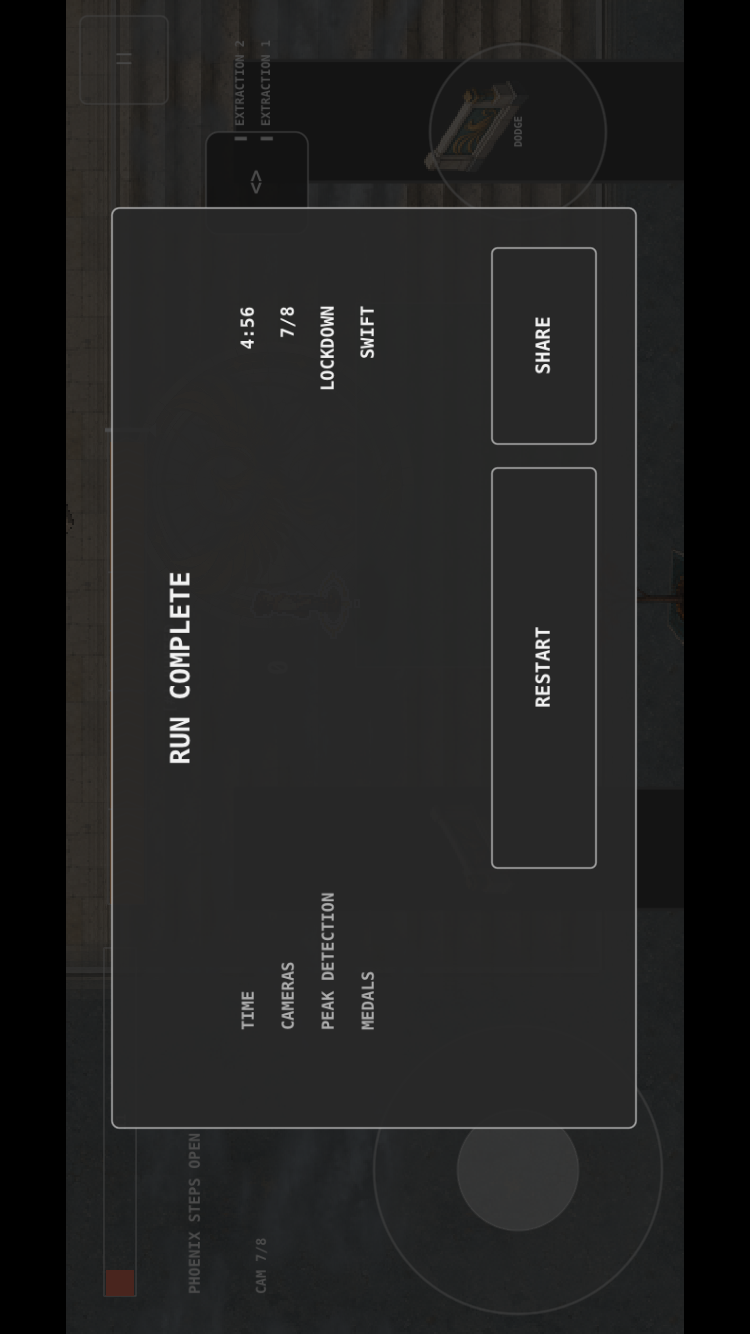 EXTRACTION 2
EXTRACTION 1
<>
DODGE
RUN COMPLETE
TIME 4:56
CAMERAS 7/8
PEAK DETECTION LOCKDOWN
MEDALS SWIFT
RESTART
SHARE
PHOENIX STEPS OPEN
CAM 7/8